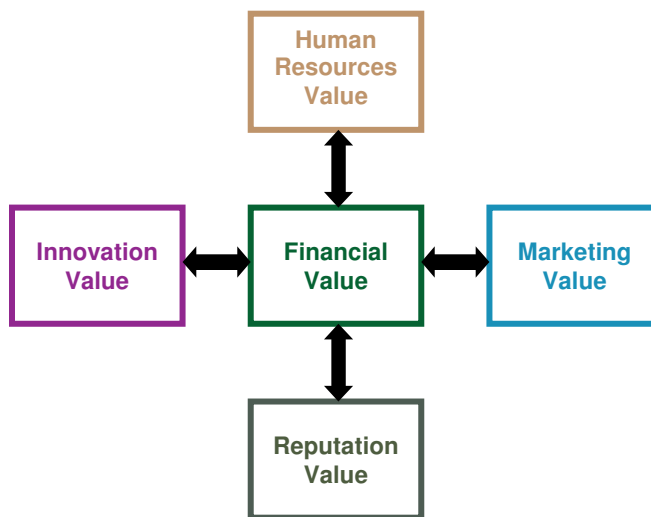 Human
Resources
Value
Innovation
Value
Financial
Value
Marketing
Value
Reputation
Value